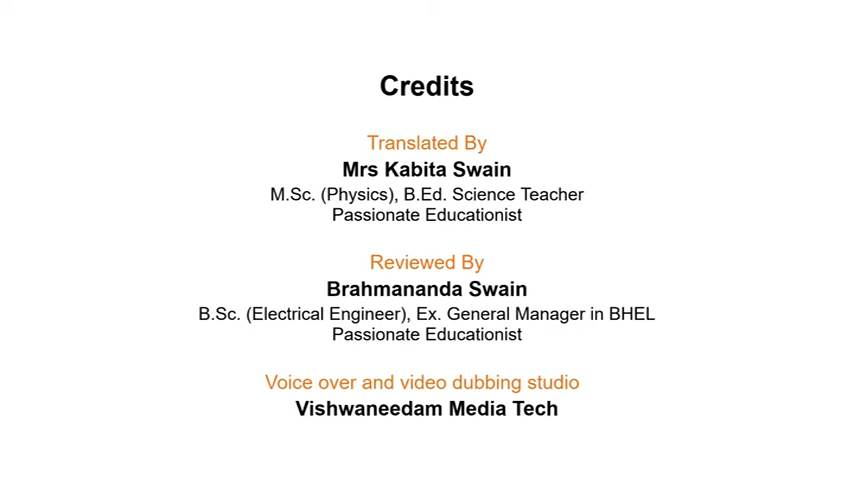 Credits
Translated By
Mrs Kabita Swain
M.Sc. (Physics), B.Ed. Science Teacher
Passionate Educationist
Reviewed By
Brahmananda Swain
B.Sc. (Electrical Engineer), Ex. General Manager in BHEL
Passionate Educationist
Voice over and video dubbing studio
Vishwaneedam Media Tech